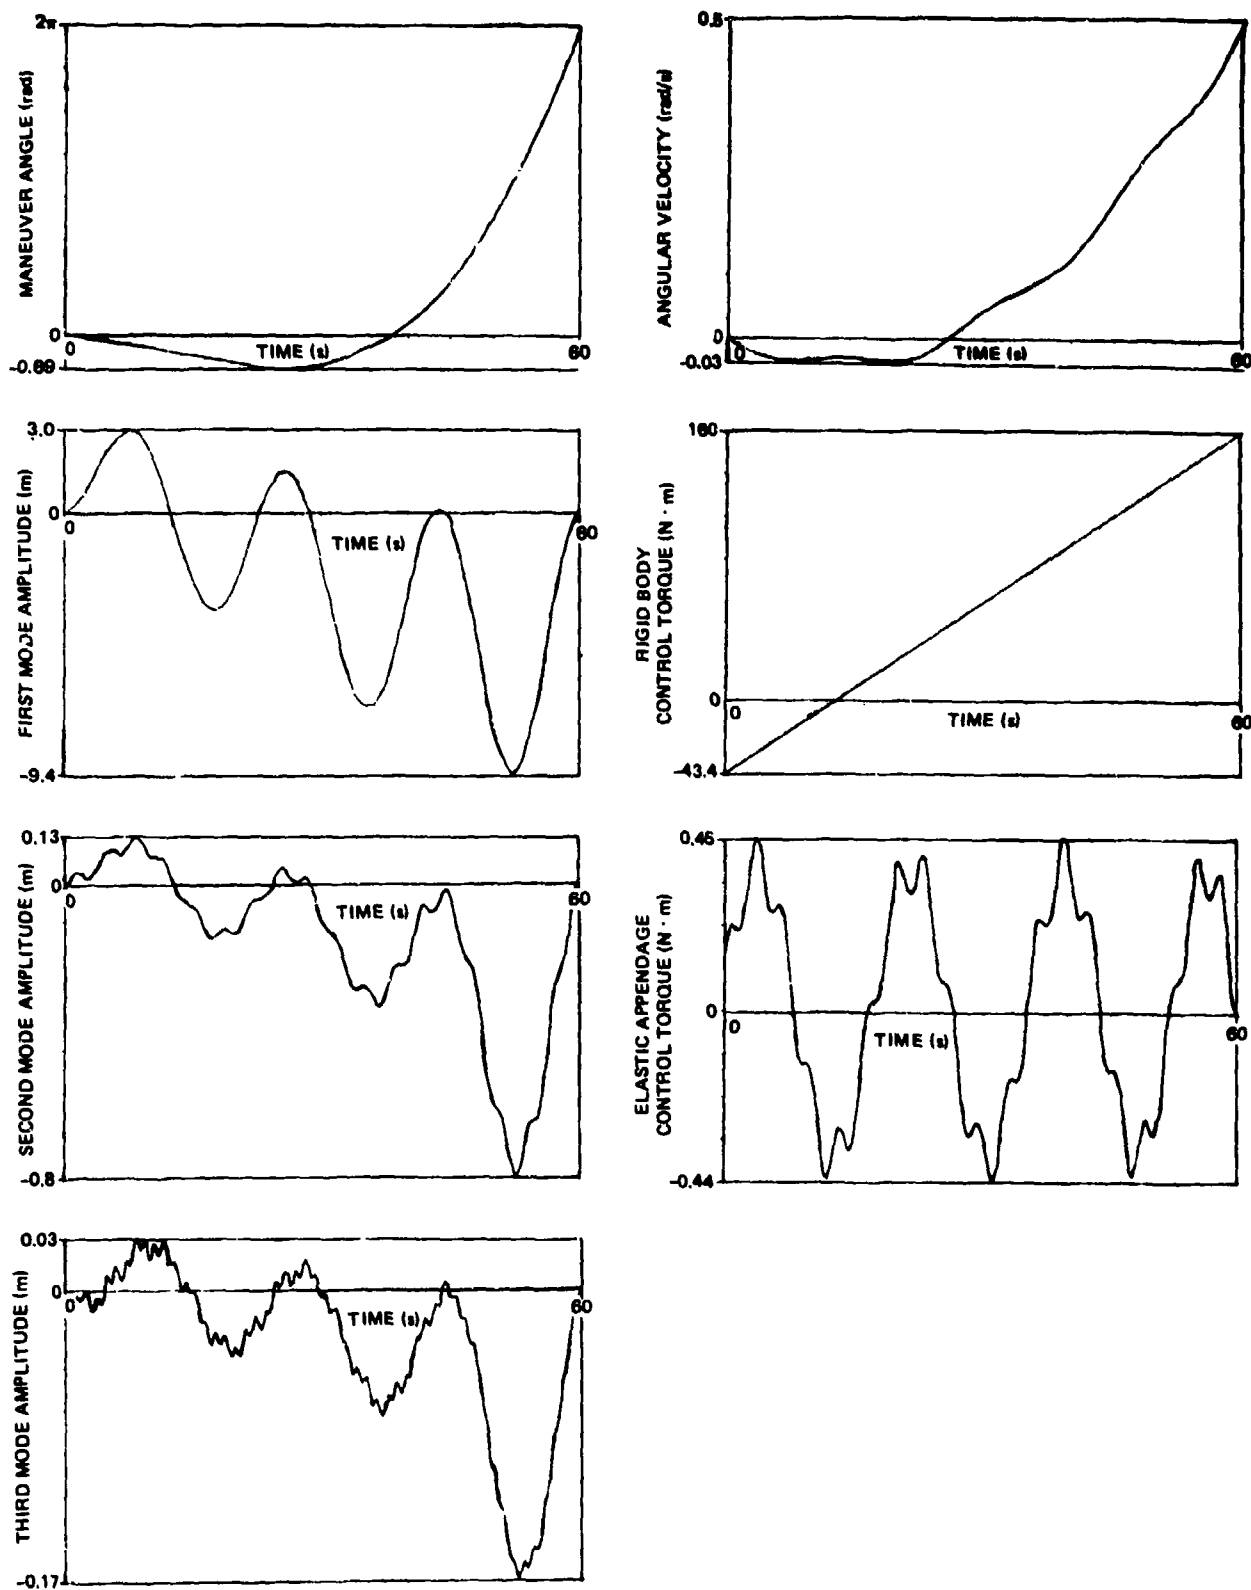 2π
MANEUVER ANGLE (rad)
0
0
TIME (s)
60
-0.89
0.5
ANGULAR VELOCITY (rad/s)
0
0
TIME (s)
60
-0.03
3.0
FIRST MODE AMPLITUDE (m)
0
0
TIME (s)
60
-9.4
160
RIGID BODY
CONTROL TORQUE (N · m)
0
0
TIME (s)
60
-43.4
0.13
SECOND MODE AMPLITUDE (m)
0
0
TIME (s)
60
-0.8
0.46
ELASTIC APPENDAGE
CONTROL TORQUE (N · m)
0
0
TIME (s)
60
-0.44
0.03
THIRD MODE AMPLITUDE (m)
0
0
TIME (s)
60
-0.17